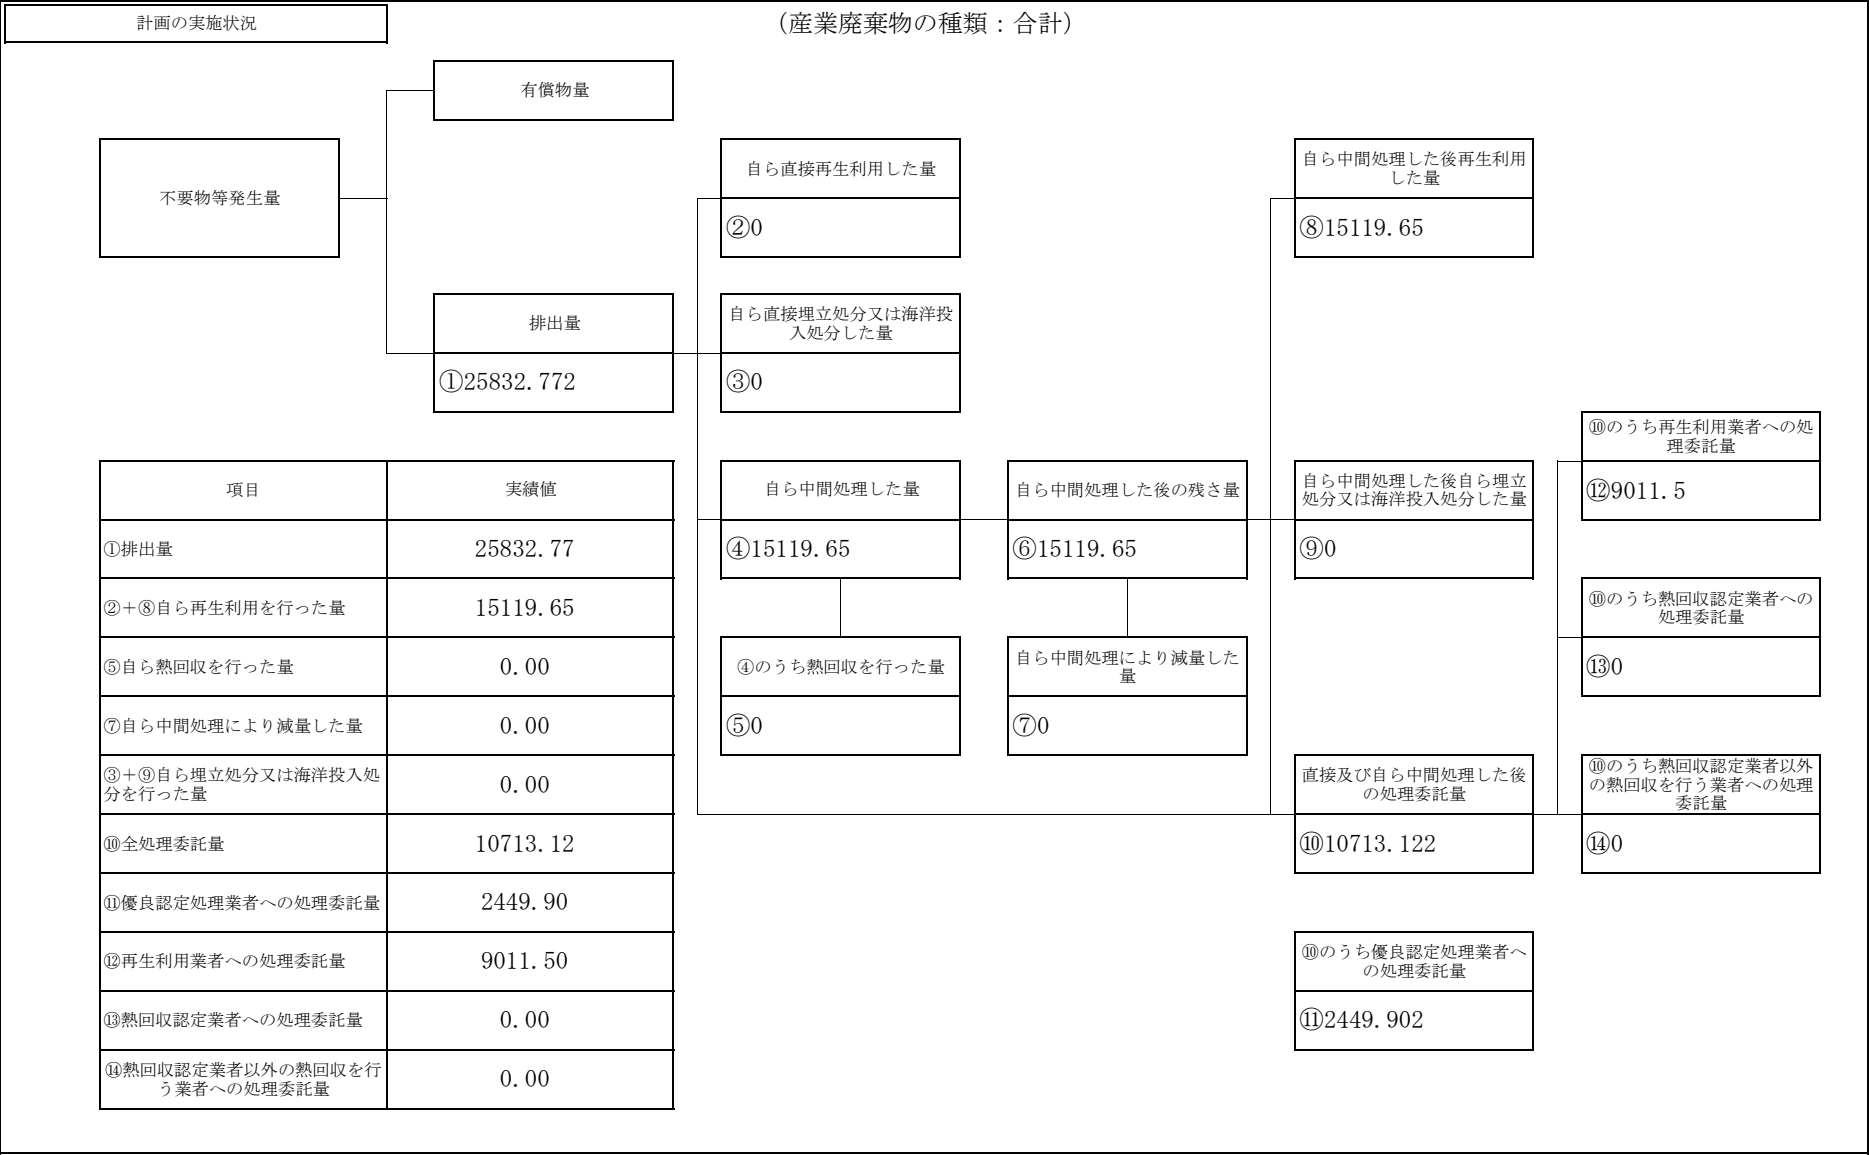 計画の実施状況
（産業廃棄物の種類：合計）
有償物量
不要物等発生量
自ら直接再生利用した量
②0
自ら中間処理した後再生利用
した量
⑧15119.65
排出量
①25832.772
自ら直接埋立処分又は海洋投
入処分した量
③0
⑩のうち再生利用業者への処
理委託量
⑫9011.5
自ら中間処理した量
④15119.65
自ら中間処理した後の残さ量
⑥15119.65
自ら中間処理した後自ら埋立
処分又は海洋投入処分した量
⑨0
⑩のうち熱回収認定業者への
処理委託量
⑬0
④のうち熱回収を行った量
⑤0
自ら中間処理により減量した
量
⑦0
直接及び自ら中間処理した後
の処理委託量
⑩10713.122
⑩のうち熱回収認定業者以外
の熱回収を行う業者への処理
委託量
⑭0
⑩のうち優良認定処理業者へ
の処理委託量
⑪2449.902
項目 実績値
①排出量 25832.77
②＋⑧自ら再生利用を行った量 15119.65
⑤自ら熱回収を行った量 0.00
⑦自ら中間処理により減量した量 0.00
③＋⑨自ら埋立処分又は海洋投入処
分を行った量 0.00
⑩全処理委託量 10713.12
⑪優良認定処理業者への処理委託量 2449.90
⑫再生利用業者への処理委託量 9011.50
⑬熱回収認定業者への処理委託量 0.00
⑭熱回収認定業者以外の熱回収を行
う業者への処理委託量 0.00